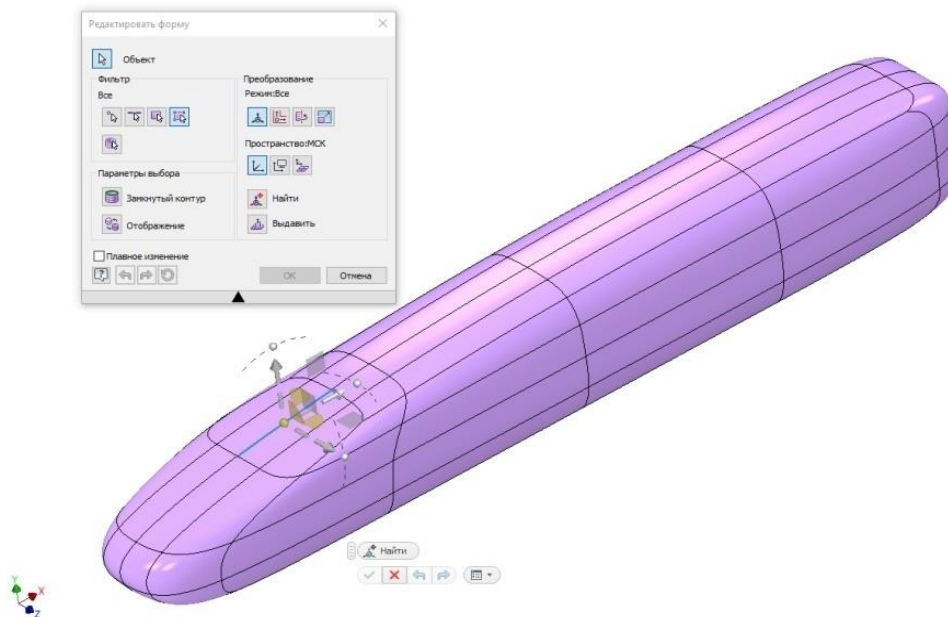 Редактировать форму
Объект
Фильтр
Все
Параметры выбора
Замкнутый контур
Отображение
Преобразование
Режим:Все
Пространство:МСК
Найти
Выдавить
Плавное изменение
ОК
Отмена
Найти
Y
X
Z